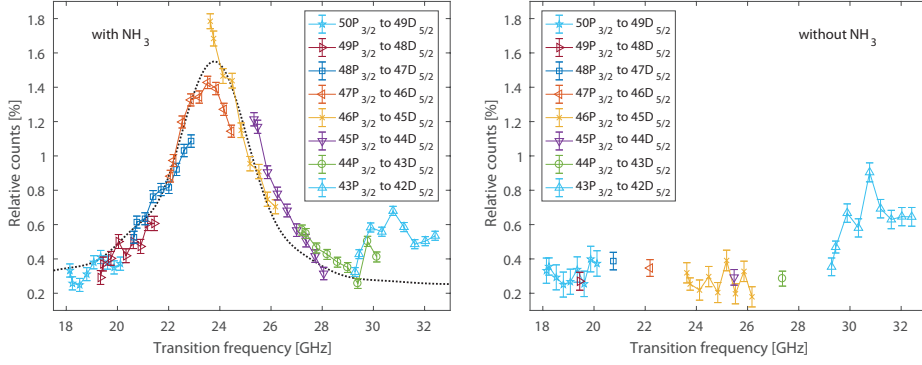 with NH3
50P3/2 to 49D5/2
49P3/2 to 48D5/2
48P3/2 to 47D5/2
47P3/2 to 46D5/2
46P3/2 to 45D5/2
45P3/2 to 44D5/2
44P3/2 to 43D5/2
43P3/2 to 42D5/2
Relative counts [%]
1.8
1.6
1.4
1.2
1
0.8
0.6
0.4
0.2
18 20 22 24 26 28 30 32
Transition frequency [GHz]
without NH3
50P3/2 to 49D5/2
49P3/2 to 48D5/2
48P3/2 to 47D5/2
47P3/2 to 46D5/2
46P3/2 to 45D5/2
45P3/2 to 44D5/2
44P3/2 to 43D5/2
43P3/2 to 42D5/2
Relative counts [%]
1.8
1.6
1.4
1.2
1
0.8
0.6
0.4
0.2
18 20 22 24 26 28 30 32
Transition frequency [GHz]